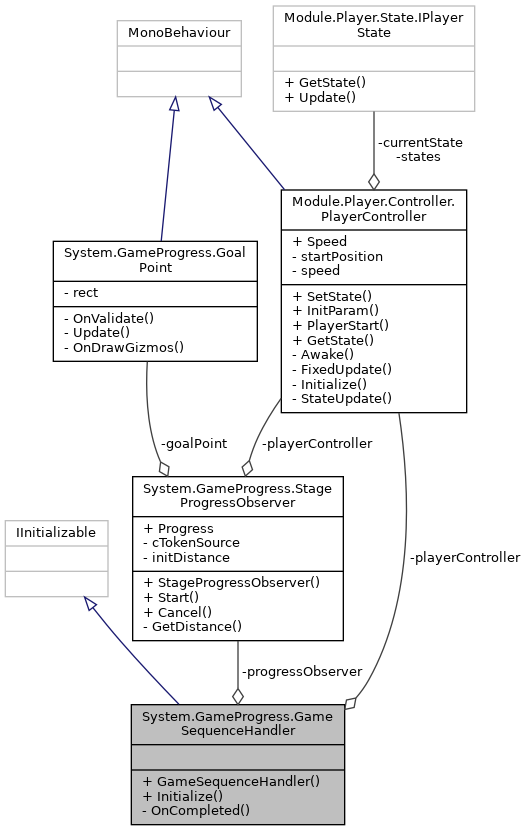 MonoBehaviour
Module.Player.State.IPlayer
State
+ GetState()
+ Update()
-currentState
-states
Module.Player.Controller.
PlayerController
+ Speed
- startPosition
- speed
+ SetState()
+ InitParam()
+ PlayerStart()
+ GetState()
- Awake()
- FixedUpdate()
- Initialize()
- StateUpdate()
System.GameProgress.Goal
Point
- rect
- OnValidate()
- Update()
- OnDrawGizmos()
-goalPoint
-playerController
System.GameProgress.Stage
ProgressObserver
+ Progress
- cTokenSource
- initDistance
+ StageProgressObserver()
+ Start()
+ Cancel()
- GetDistance()
IInitializable
-playerController
-progressObserver
System.GameProgress.Game
SequenceHandler
+ GameSequenceHandler()
+ Initialize()
- OnCompleted()